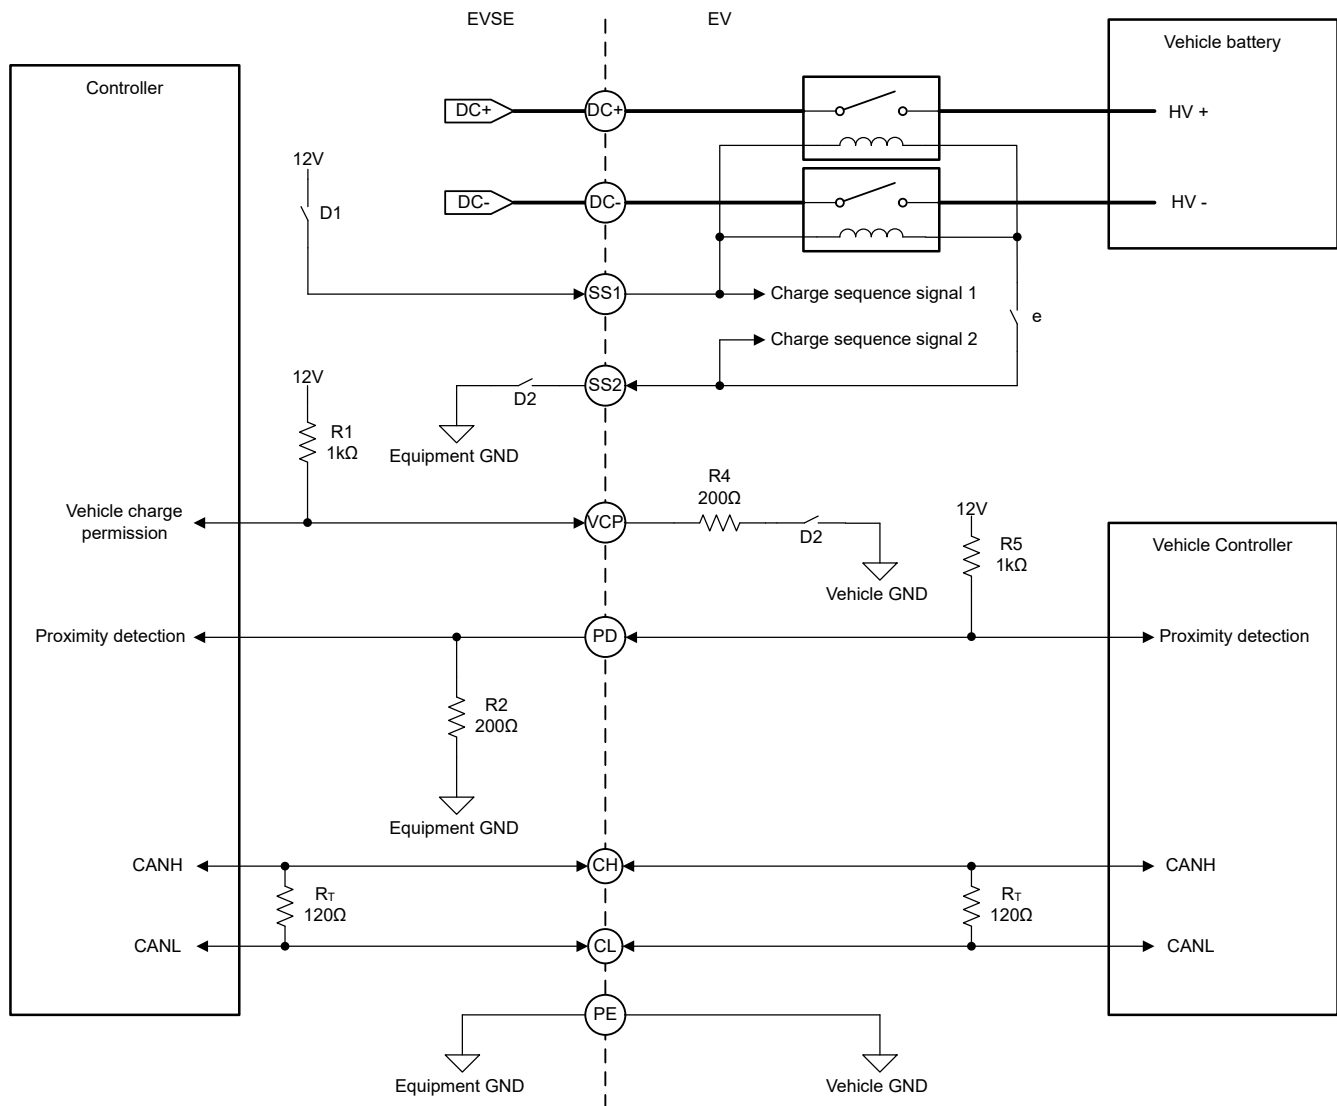 EVSE
EV
Vehicle battery
Controller
DC+
DC+
HV +
12V
D1
DC-
DC-
HV -
SS1
Charge sequence signal 1
e
Charge sequence signal 2
12V
SS2
D2
R1
1kΩ
Equipment GND
R4
200Ω
12V
Vehicle charge
permission
VCP
D2
R5
1kΩ
Vehicle Controller
Vehicle GND
Proximity detection
PD
Proximity detection
R2
200Ω
Equipment GND
CANH
CH
CANH
RT
120Ω
RT
120Ω
CANL
CL
CANL
PE
Equipment GND
Vehicle GND